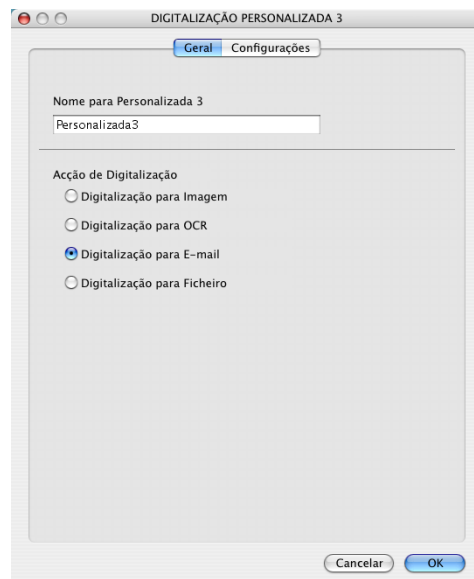 DIGITALIZAÇÃO PERSONALIZADA 3
Geral Configurações
Nome para Personalizada 3
Personalizada3
Acção de Digitalização
Digitalização para Imagem
Digitalização para OCR
Digitalização para E-mail
Digitalização para Ficheiro
Cancelar OK